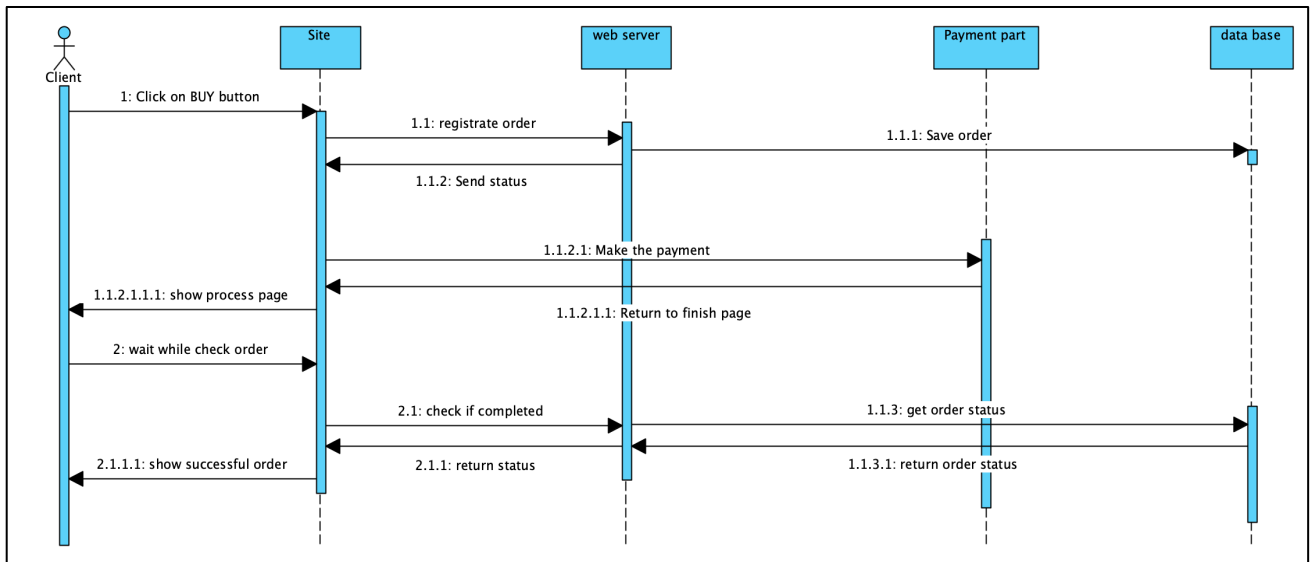 Site
web server
Payment part
data base
Client
1: Click on BUY button
1.1: registrate order
1.1.1: Save order
1.1.2: Send status
1.1.2.1: Make the payment
1.1.2.1.1.1: show process page
1.1.2.1.1: Return to finish page
2: wait while check order
2.1: check if completed
1.1.3: get order status
2.1.1.1: show successful order
2.1.1: return status
1.1.3.1: return order status